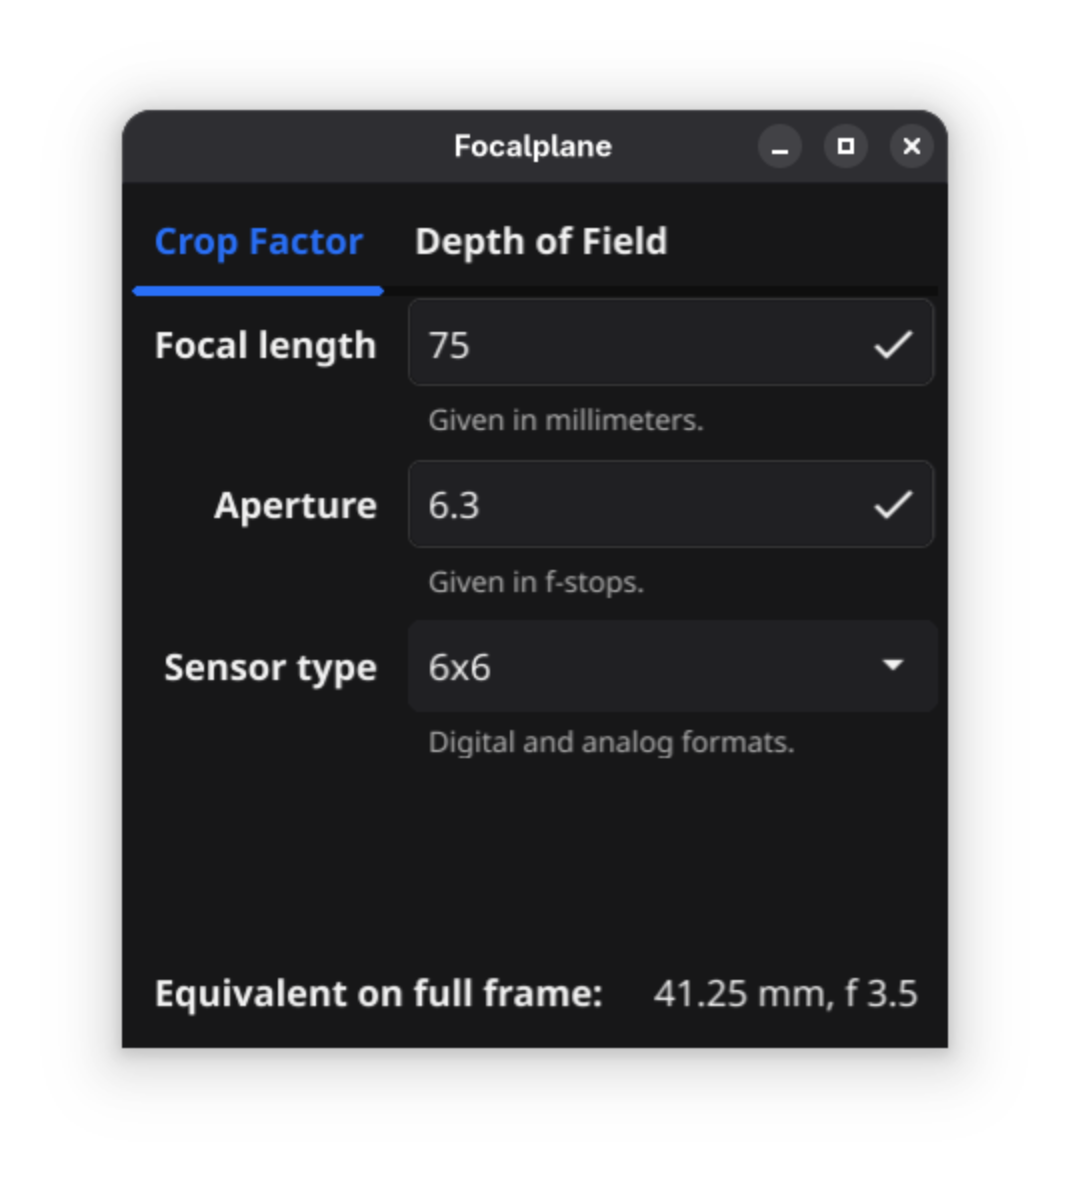 Focalplane
Crop Factor Depth of Field
Focal length 75
Given in millimeters.
Aperture 6.3
Given in f-stops.
Sensor type 6x6
Digital and analog formats.
Equivalent on full frame: 41.25 mm, f 3.5